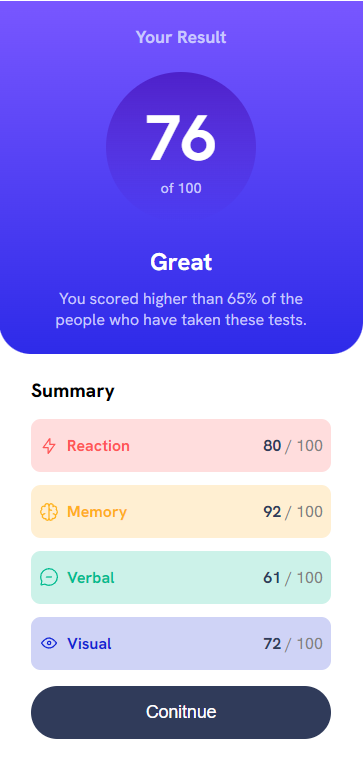 Your Result
76
of 100
Great
You scored higher than 65% of the
people who have taken these tests.
Summary
Reaction 80 / 100
Memory 92 / 100
Verbal 61 / 100
Visual 72 / 100
Conitnue